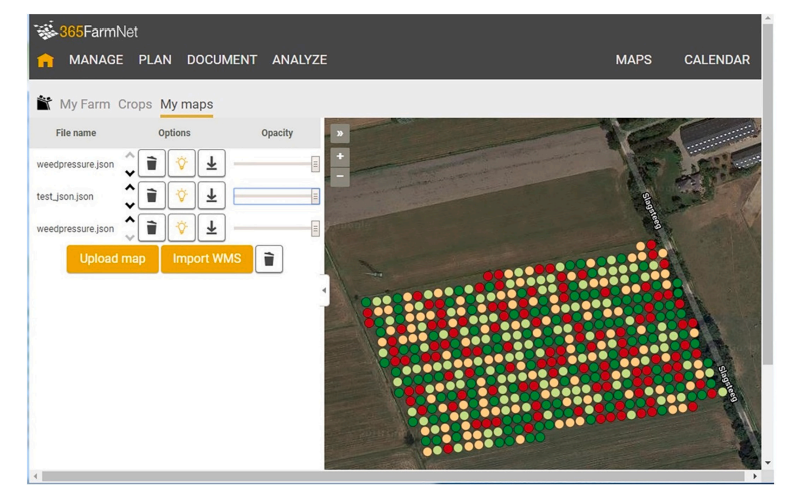 365FarmNet
MANAGE PLAN DOCUMENT ANALYZE MAPS CALENDAR
My Farm Crops My maps
File name Options Opacity
weedpressure.json
test_json.json
weedpressure.json
Upload map Import WMS
Slagsteeg
Slagsteeg